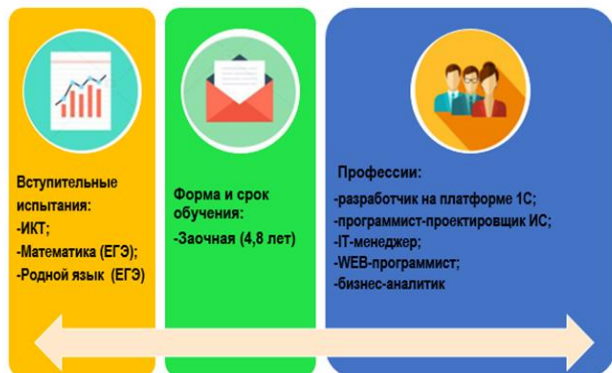 Вступительные
испытания:
-ИКТ;
-Математика (ЕГЭ);
-Родной язык (ЕГЭ)
Форма и срок
обучения:
-Заочная (4,8 лет)
Профессии:
-разработчик на платформе 1С;
-программист-проектировщик ИС;
-IT-менеджер;
-WEB-программист;
-бизнес-аналитик